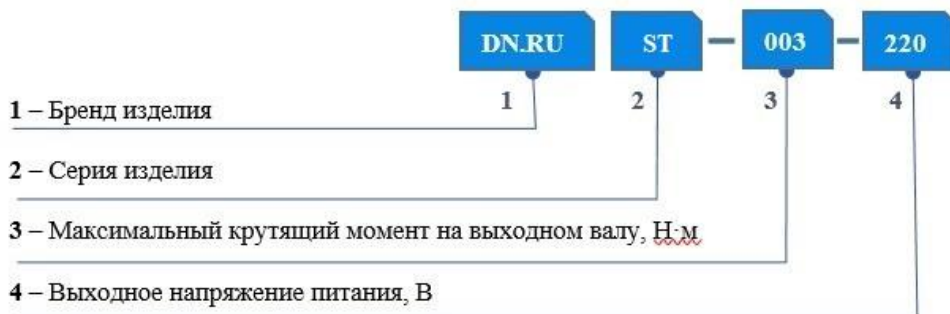 DN.RU ST — 003 — 220
1 2 3 4
1 – Бренд изделия
2 – Серия изделия
3 – Максимальный крутящий момент на выходном валу, Н·м
4 – Выходное напряжение питания, В